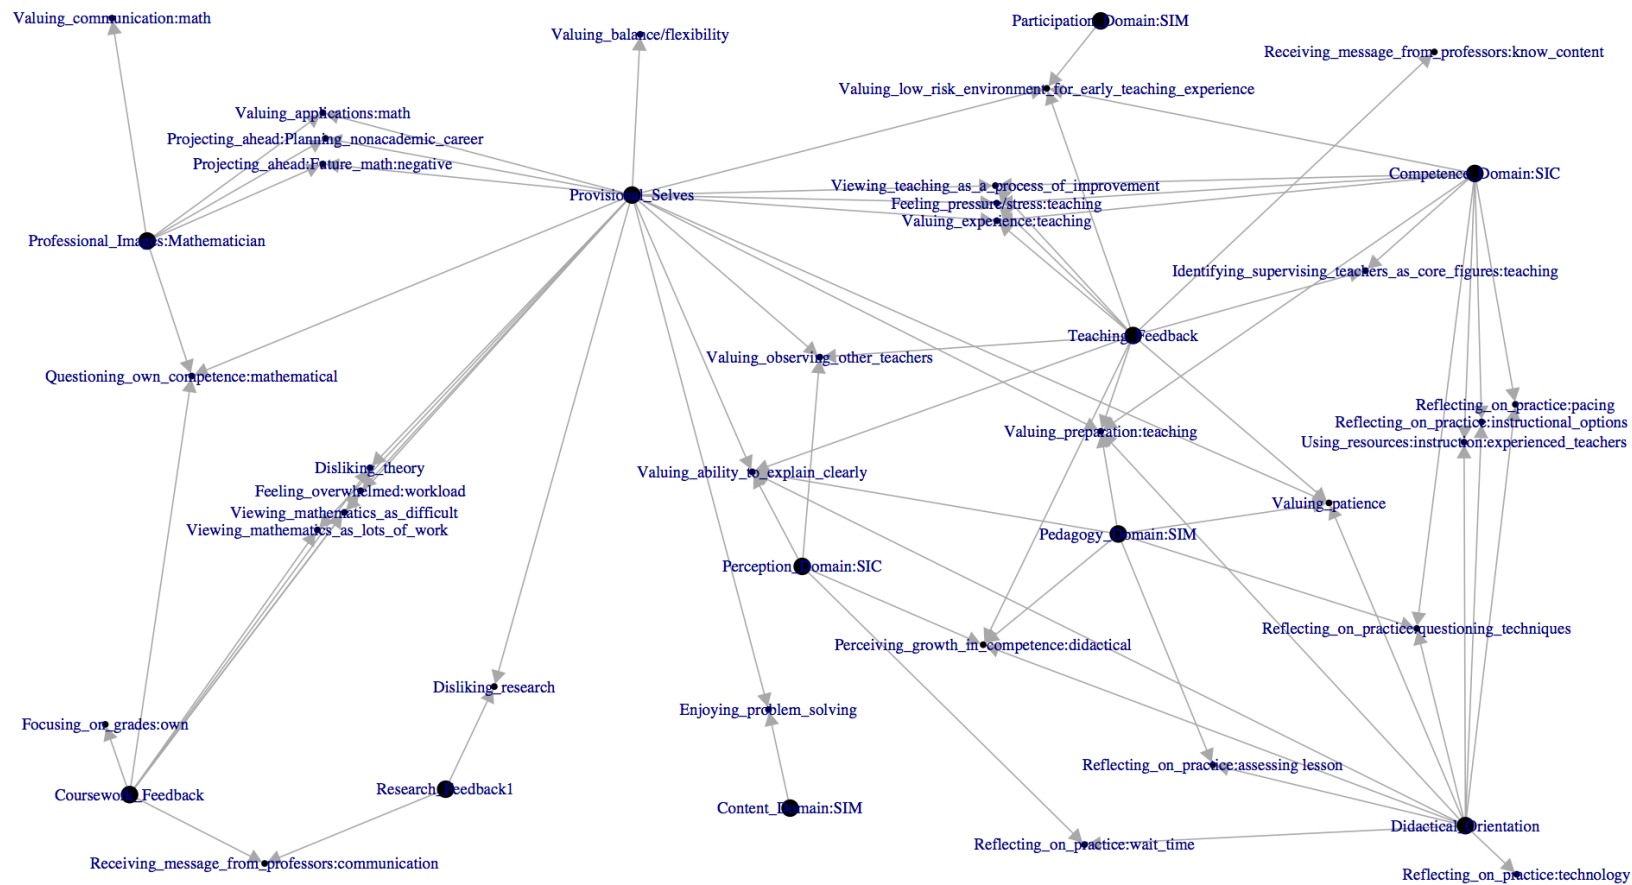 Valuing_communication:math
Participation_Domain:SIM
Valuing_balance/flexibility
Receiving_message_from_professors:know_content
Valuing_low_risk_environment_for_early_teaching_experience
Valuing_applications:math
Projecting_ahead:Planning_nonacademic_career
Projecting_ahead:Future_math:negative
Competence_Domain:SIC
Viewing_teaching_as_a_process_of_improvement
Provisional_Selves
Feeling_pressure/stress:teaching
Valuing_experience:teaching
Professional_Images:Mathematician
Identifying_supervising_teachers_as_core_figures:teaching
Teaching_Feedback
Valuing_observing_other_teachers
Questioning_own_competence:mathematical
Reflecting_on_practice:pacing
Reflecting_on_practice:instructional_options
Valuing_preparation:teaching
Using_resources:instruction:experienced_teachers
Disliking_theory
Valuing_ability_to_explain_clearly
Feeling_overwhelmed:workload
Valuing_patience
Viewing_mathematics_as_difficult
Viewing_mathematics_as_lots_of_work
Pedagogy_Domain:SIM
Perception_Domain:SIC
Reflecting_on_practice:questioning_techniques
Perceiving_growth_in_competence:didactical
Disliking_research
Enjoying_problem_solving
Focusing_on_grades:own
Reflecting_on_practice:assessing lesson
Research_Feedback1
Coursework_Feedback
Content_Domain:SIM
Didactical_Orientation
Reflecting_on_practice:wait_time
Receiving_message_from_professors:communication
Reflecting_on_practice:technology